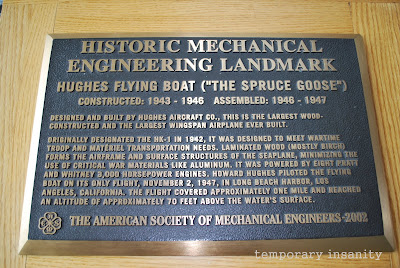 HISTORIC MECHANICAL
ENGINEERING LANDMARK
HUGHES FLYING BOAT ("THE SPRUCE GOOSE")
CONSTRUCTED: 1943 - 1946 ASSEMBLED: 1946 - 1947
DESIGNED AND BUILT BY HUGHES AIRCRAFT CO., THIS IS THE LARGEST WOOD-
CONSTRUCTED AND THE LARGEST WINGSPAN AIRPLANE EVER BUILT.
ORIGINALLY DESIGNATED THE HK-1 IN 1942, IT WAS DESIGNED TO MEET WARTIME
TROOP AND MATÉRIEL TRANSPORTATION NEEDS. LAMINATED WOOD (MOSTLY BIRCH)
FORMS THE AIRFRAME AND SURFACE STRUCTURES OF THE SEAPLANE, MINIMIZING THE
USE OF CRITICAL WAR MATERIALS LIKE ALUMINUM. IT WAS POWERED BY EIGHT PRATT
AND WHITNEY 3,000 HORSEPOWER ENGINES. HOWARD HUGHES PILOTED THE FLYING
BOAT ON ITS ONLY FLIGHT, NOVEMBER 2, 1947, IN LONG BEACH HARBOR, LOS
ANGELES, CALIFORNIA. THE FLIGHT COVERED APPROXIMATELY ONE MILE AND REACHED
AN ALTITUDE OF APPROXIMATELY 70 FEET ABOVE THE WATER'S SURFACE.
THE AMERICAN SOCIETY OF MECHANICAL ENGINEERS-2002
temporary insanity